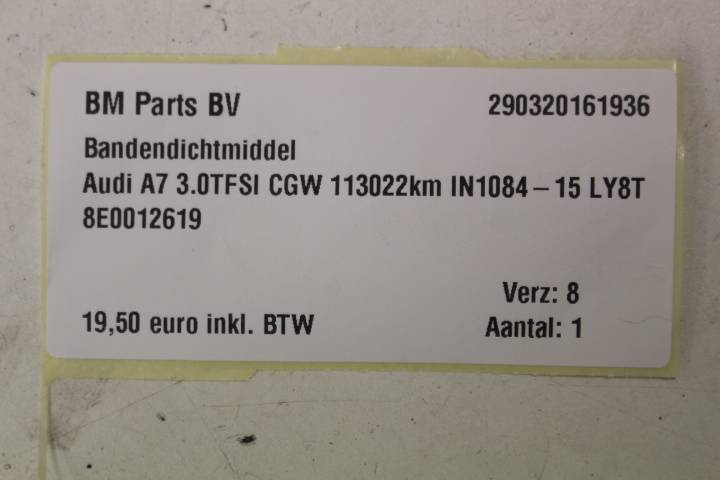 BM Parts BV 290320161936
Bandendichtmiddel
Audi A7 3.0TFSI CGW 113022km IN1084-15 LY8T
8E0012619
Verz: 8
19,50 euro inkl. BTW Aantal: 1